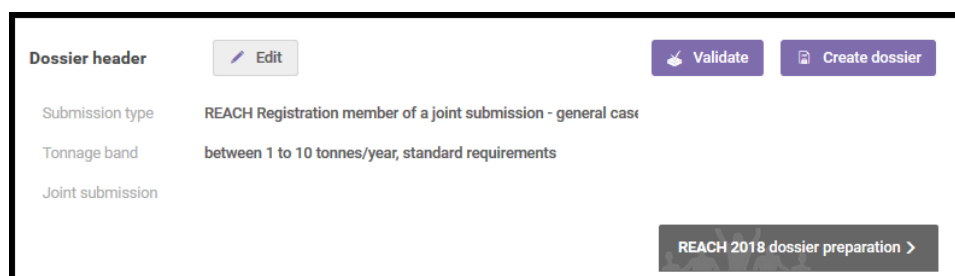 Dossier header Edit Validate Create dossier
Submission type REACH Registration member of a joint submission - general case
Tonnage band between 1 to 10 tonnes/year, standard requirements
Joint submission
REACH 2018 dossier preparation >